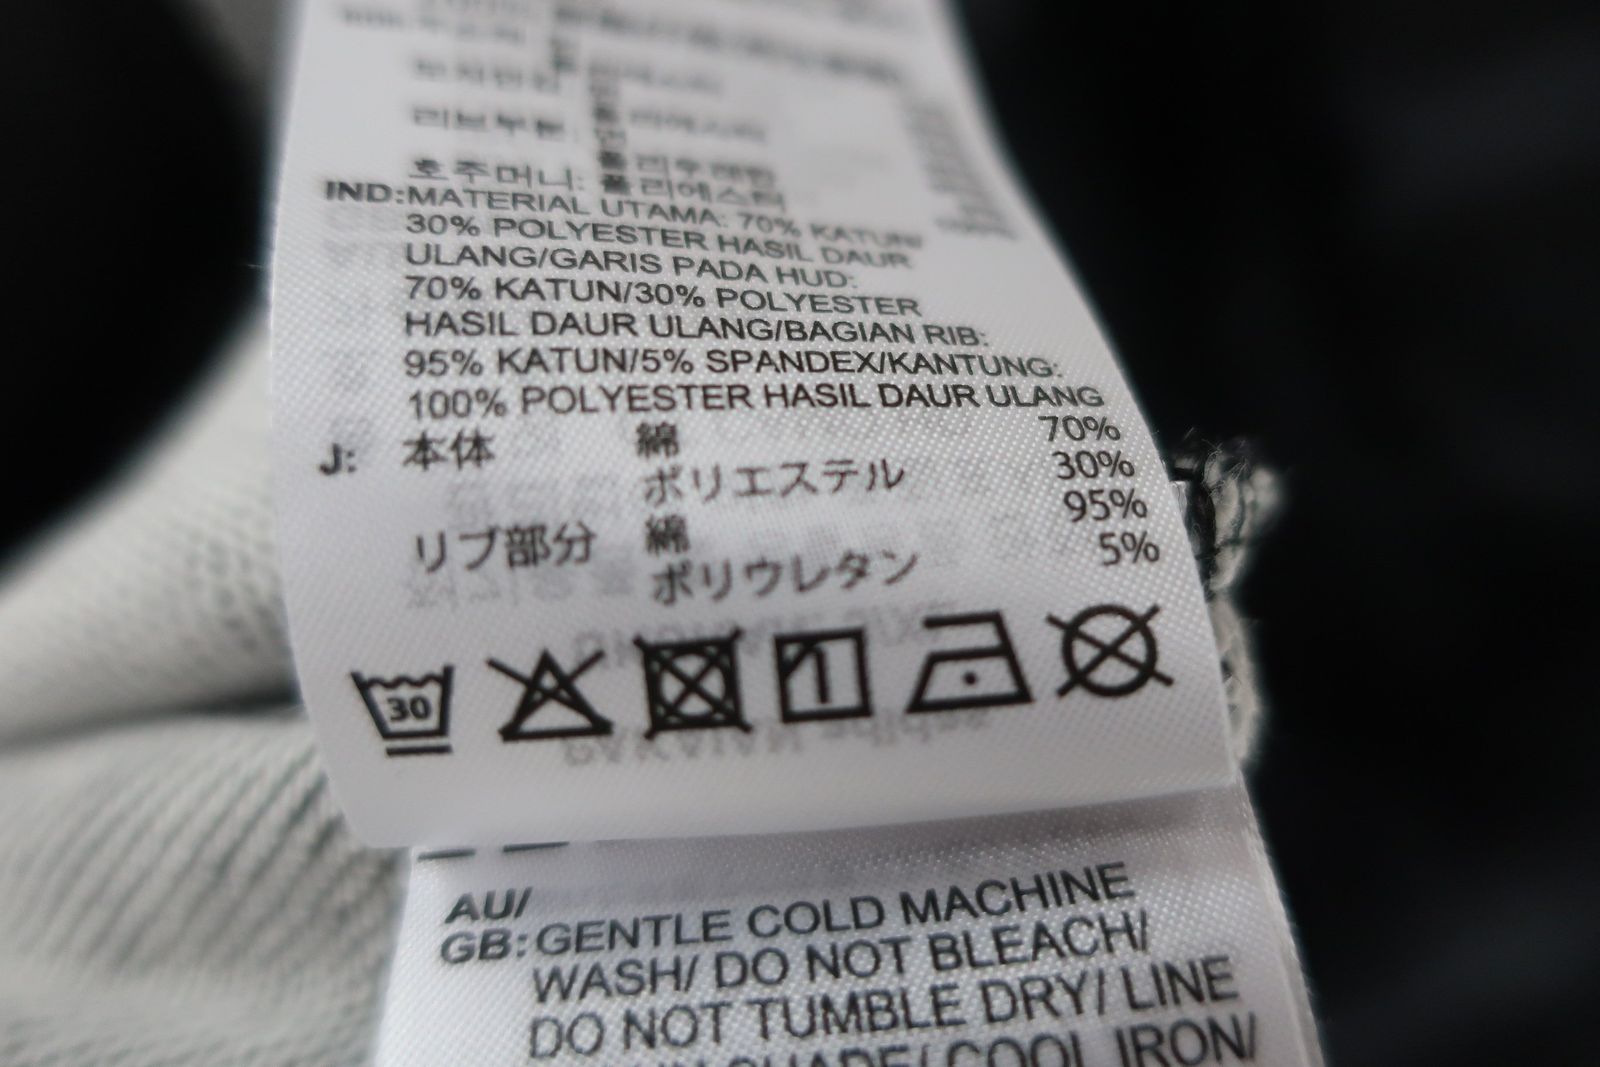 호주머니: 폴리에스터
IND: MATERIAL UTAMA: 70% KATUN/
30% POLYESTER HASIL DAUR
ULANG/GARIS PADA HUD:
70% KATUN/30% POLYESTER
HASIL DAUR ULANG/BAGIAN RIB:
95% KATUN/5% SPANDEX/KANTUNG:
100% POLYESTER HASIL DAUR ULANG
J: 本体 綿 70%
ポリエステル 30%
リブ部分 綿 95%
ポリウレタン 5%
30
AU/
GB: GENTLE COLD MACHINE
WASH/ DO NOT BLEACH/
DO NOT TUMBLE DRY/ LINE
SHADE/ COOL IRON/